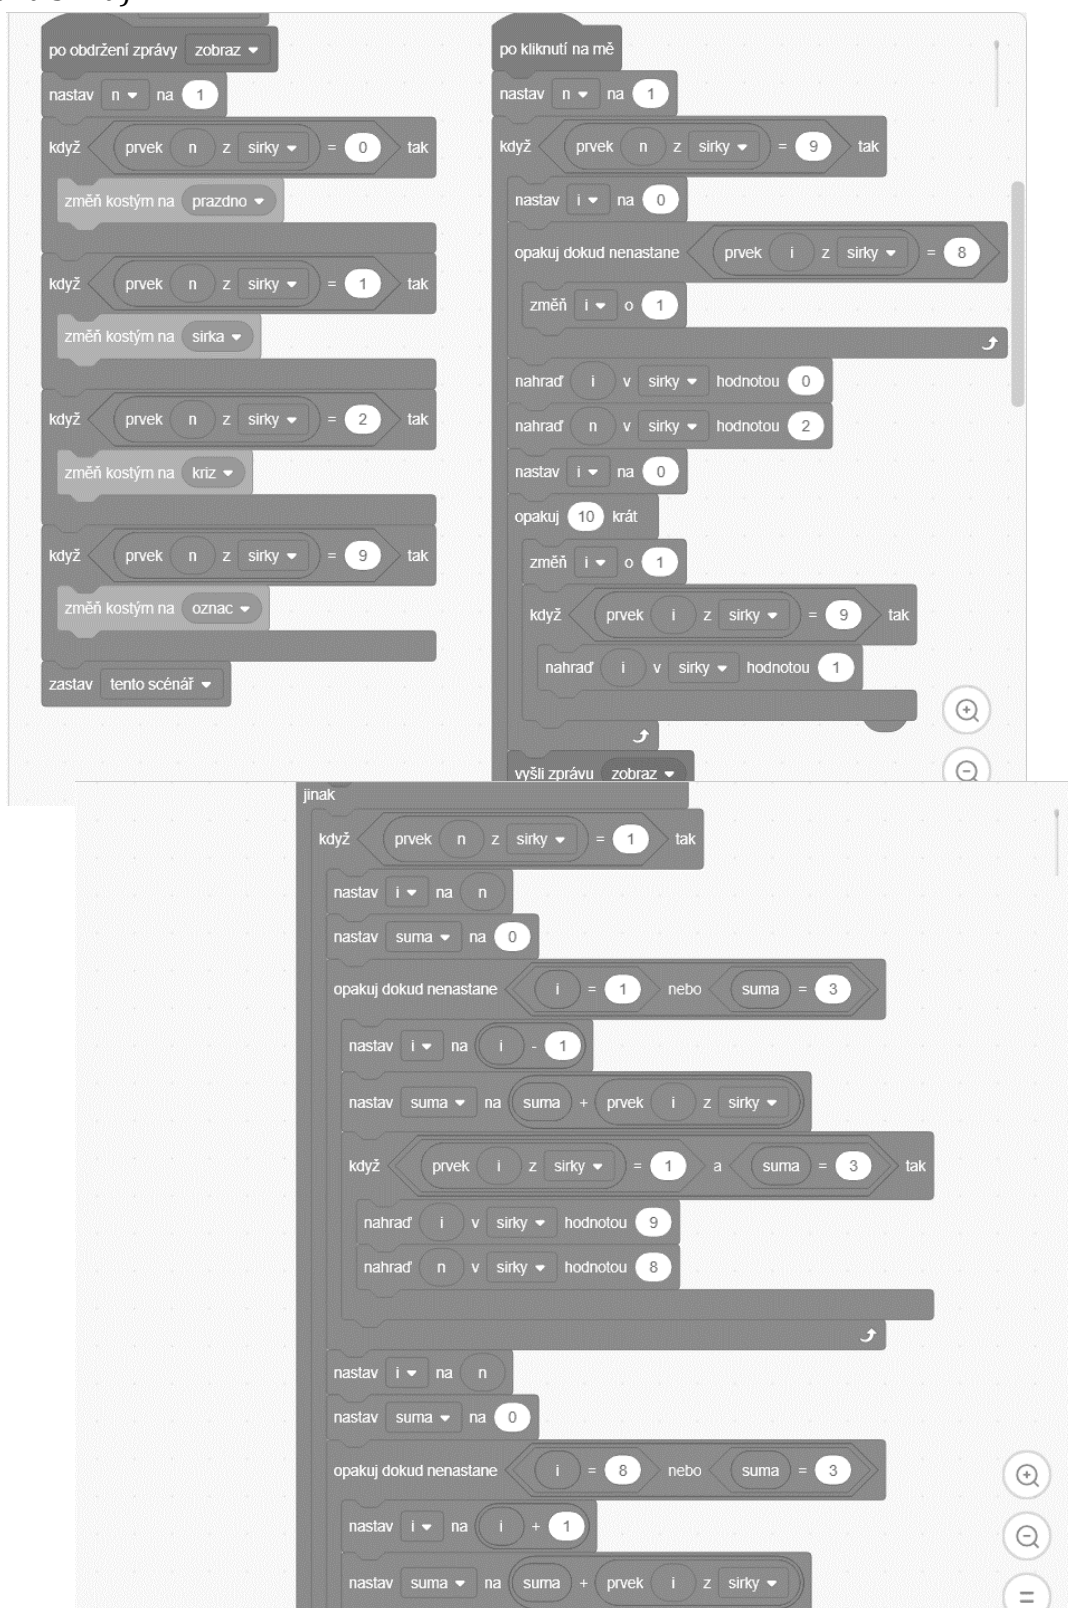 po obdržení zprávy zobraz
nastav n na 1
když prvek n z sirky = 0 tak
změň kostým na prazdno
když prvek n z sirky = 1 tak
změň kostým na sirka
když prvek n z sirky = 2 tak
změň kostým na kriz
když prvek n z sirky = 9 tak
změň kostým na oznac
zastav tento scénář
po kliknutí na mě
nastav n na 1
když prvek n z sirky = 9 tak
nastav i na 0
opakuj dokud nenastane prvek i z sirky = 8
změň i o 1
nahraď i v sirky hodnotou 0
nahraď n v sirky hodnotou 2
nastav i na 0
opakuj 10 krát
změň i o 1
když prvek i z sirky = 9 tak
nahraď i v sirky hodnotou 1
vyšli zprávu zobraz
jinak
když prvek n z sirky = 1 tak
nastav i na n
nastav suma na 0
opakuj dokud nenastane i = 1 nebo suma = 3
nastav i na i - 1
nastav suma na suma + prvek i z sirky
když prvek i z sirky = 1 a suma = 3 tak
nahraď i v sirky hodnotou 9
nahraď n v sirky hodnotou 8
nastav i na n
nastav suma na 0
opakuj dokud nenastane i = 8 nebo suma = 3
nastav i na i + 1
nastav suma na suma + prvek i z sirky